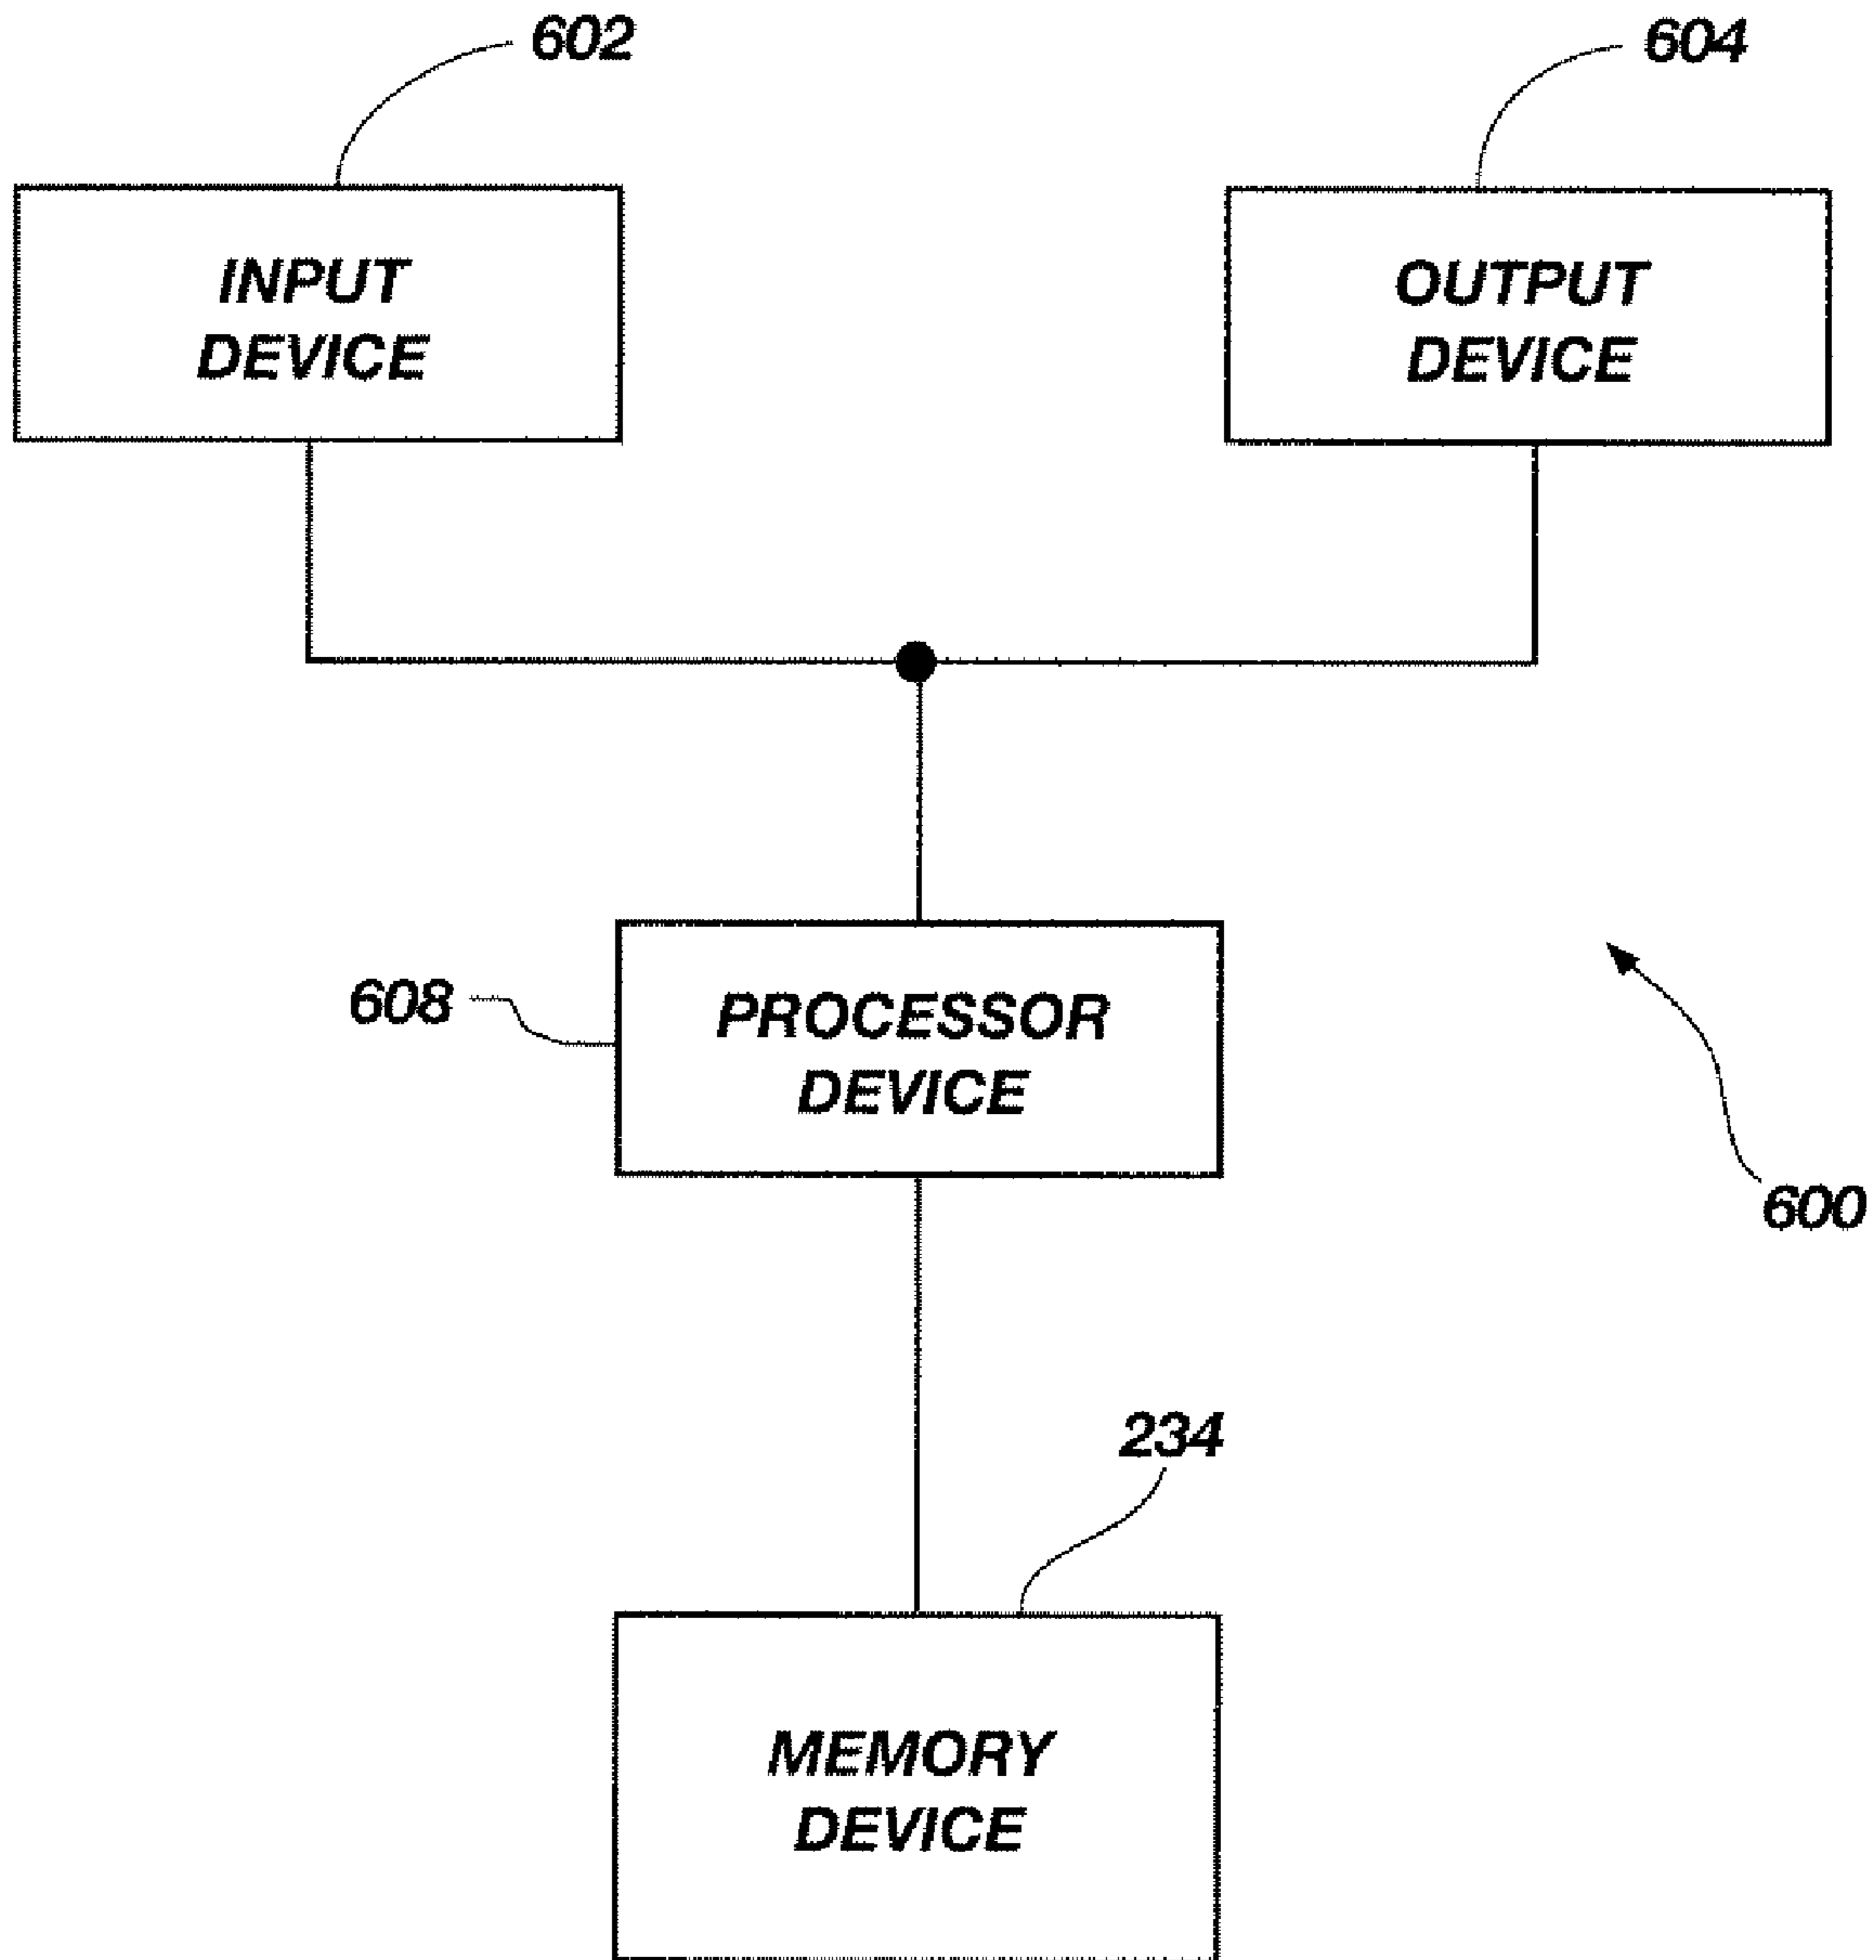 602
604
INPUT
DEVICE
OUTPUT
DEVICE
608
PROCESSOR
DEVICE
600
234
MEMORY
DEVICE